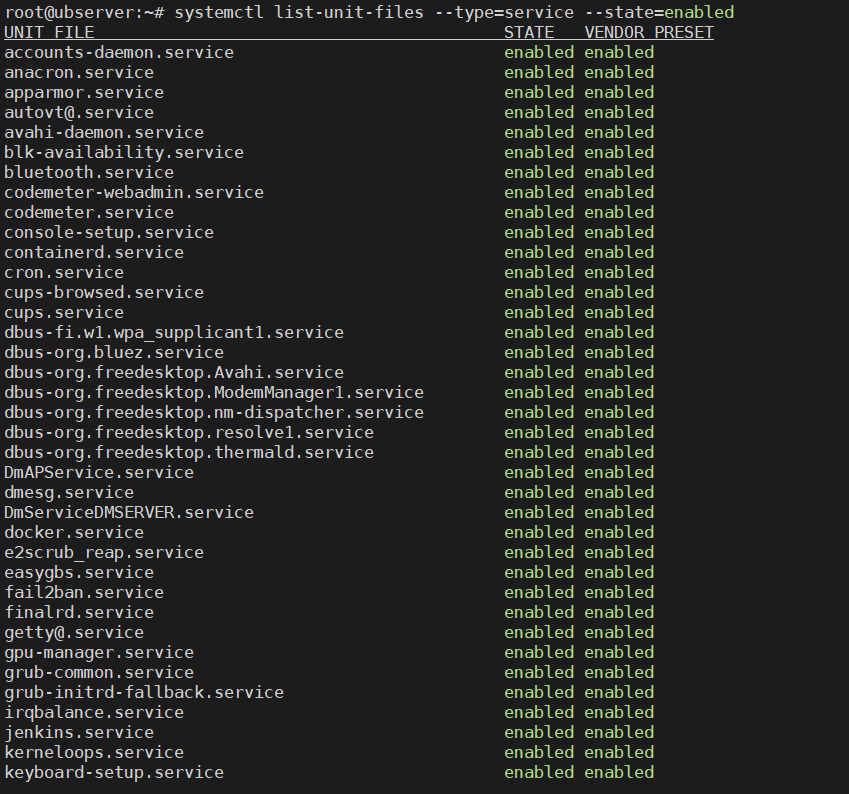 root@ubserver:~# systemctl list-unit-files --type=service --state=enabled
UNIT FILE STATE VENDOR PRESET
accounts-daemon.service enabled enabled
anacron.service enabled enabled
apparmor.service enabled enabled
autovt@.service enabled enabled
avahi-daemon.service enabled enabled
blk-availability.service enabled enabled
bluetooth.service enabled enabled
codemeter-webadmin.service enabled enabled
codemeter.service enabled enabled
console-setup.service enabled enabled
containerd.service enabled enabled
cron.service enabled enabled
cups-browsed.service enabled enabled
cups.service enabled enabled
dbus-fi.w1.wpa_supplicant1.service enabled enabled
dbus-org.bluez.service enabled enabled
dbus-org.freedesktop.Avahi.service enabled enabled
dbus-org.freedesktop.ModemManager1.service enabled enabled
dbus-org.freedesktop.nm-dispatcher.service enabled enabled
dbus-org.freedesktop.resolve1.service enabled enabled
dbus-org.freedesktop.thermald.service enabled enabled
DmAPService.service enabled enabled
dmesg.service enabled enabled
DmServiceDMSERVER.service enabled enabled
docker.service enabled enabled
e2scrub_reap.service enabled enabled
easygbs.service enabled enabled
fail2ban.service enabled enabled
finalrd.service enabled enabled
getty@.service enabled enabled
gpu-manager.service enabled enabled
grub-common.service enabled enabled
grub-initrd-fallback.service enabled enabled
irqbalance.service enabled enabled
jenkins.service enabled enabled
kerneloops.service enabled enabled
keyboard-setup.service enabled enabled